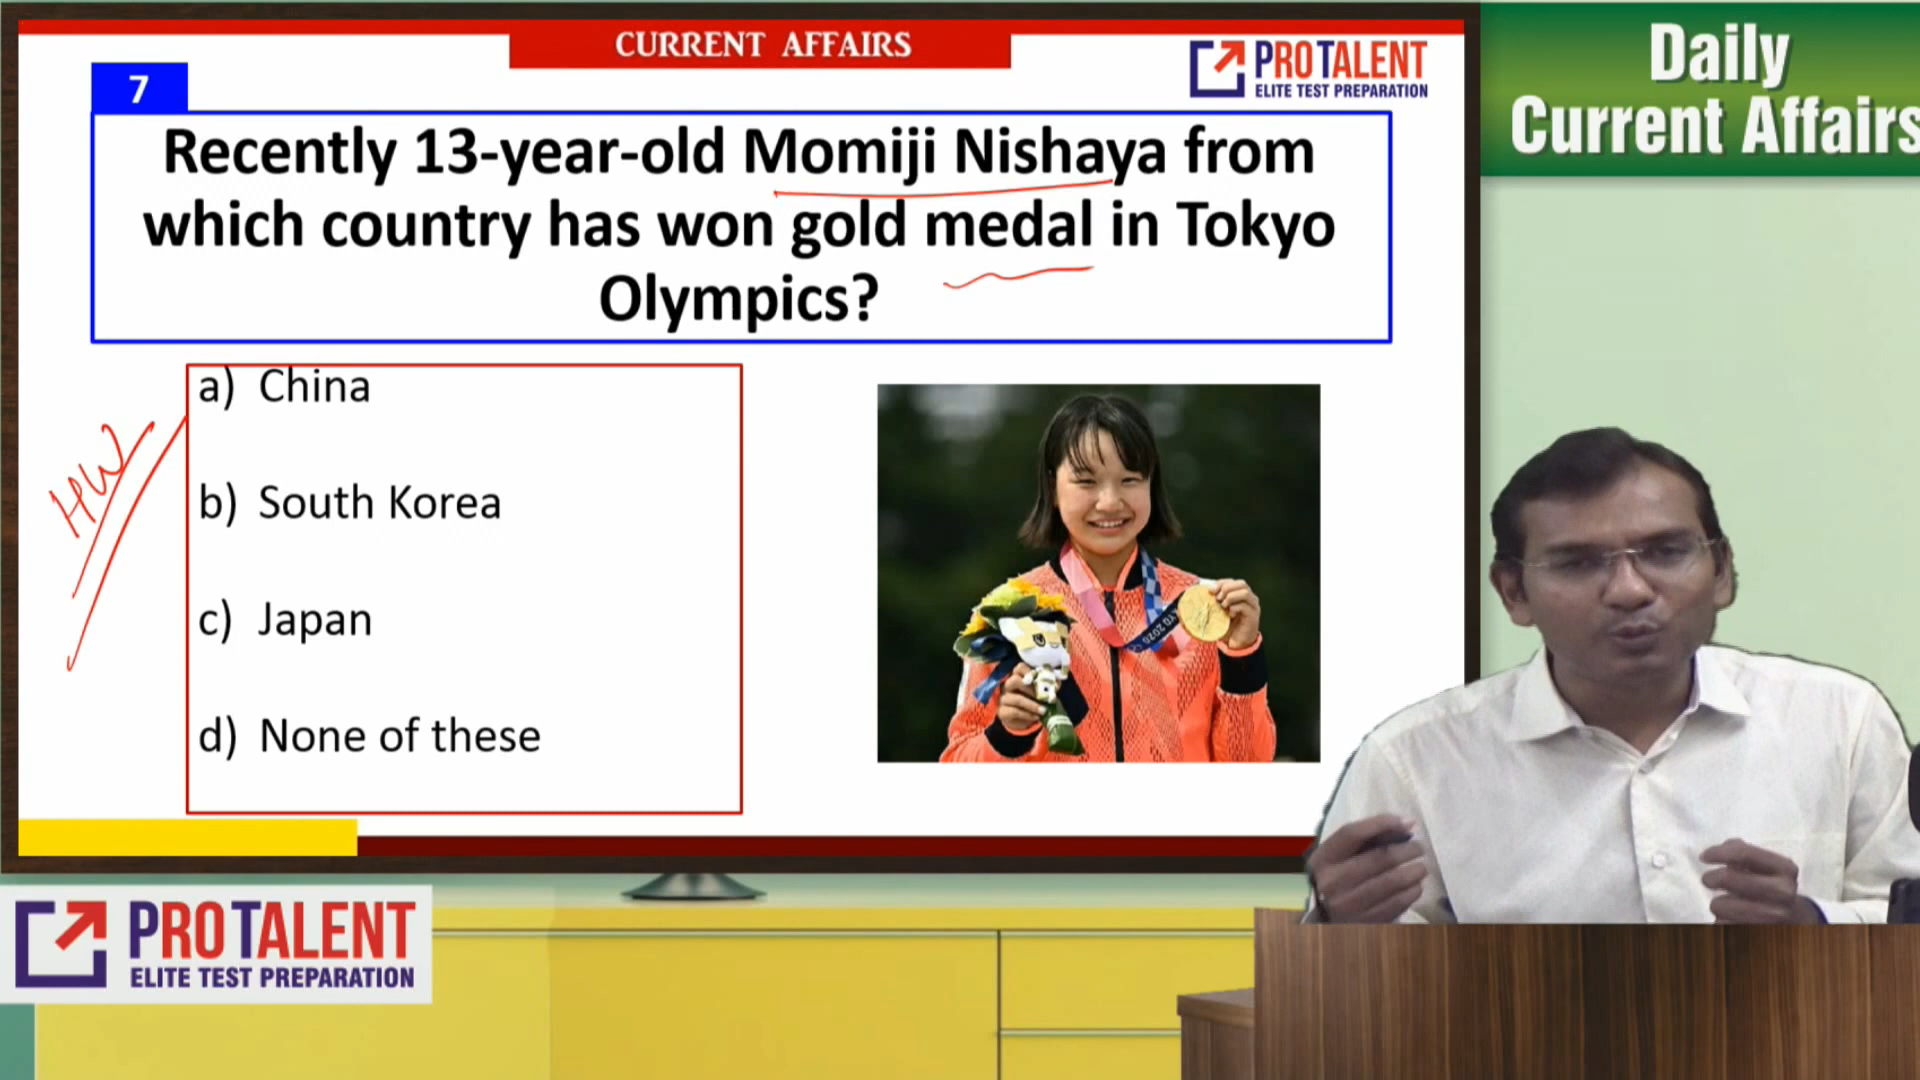 CURRENT AFFAIRS
PROTALENT
ELITE TEST PREPARATION
Daily
Current Affairs
7
Recently 13-year-old Momiji Nishaya from
which country has won gold medal in Tokyo
Olympics?
HW
a) China
b) South Korea
c) Japan
d) None of these
PROTALENT
ELITE TEST PREPARATION